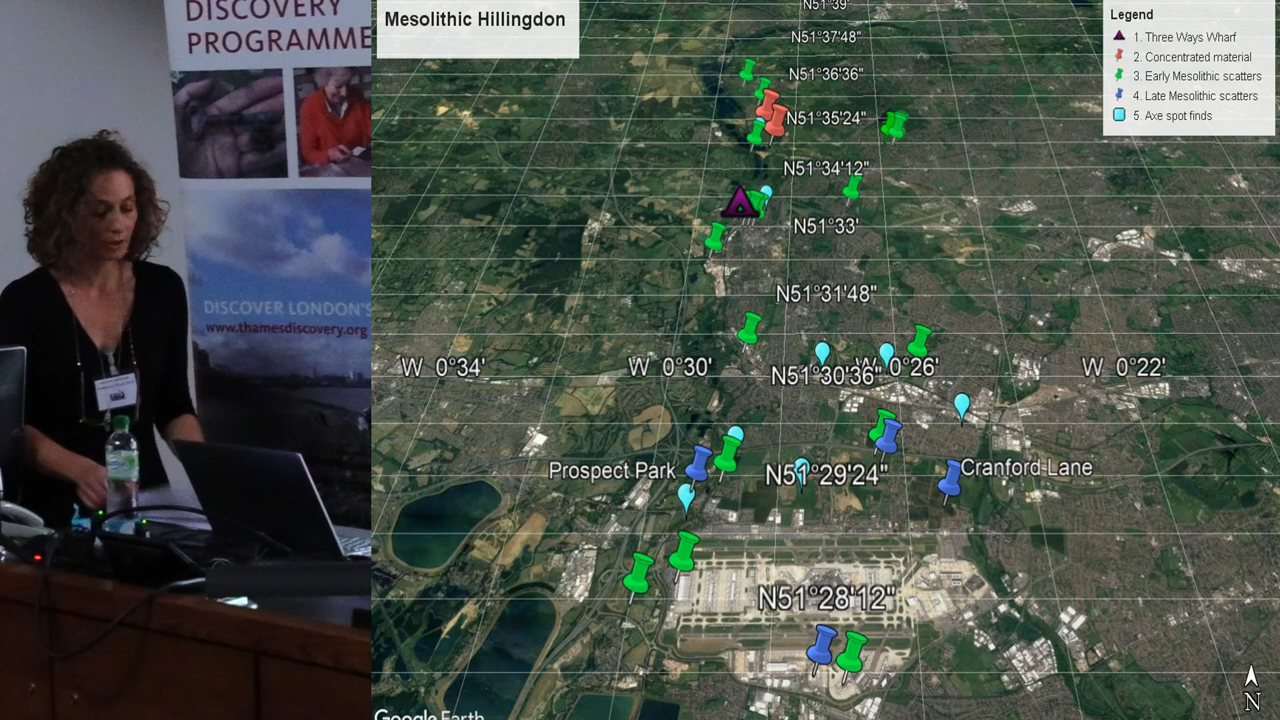 DISCOVERY
PROGRAMME
DISCOVER LONDON'S
www.thamesdiscovery.org
Mesolithic Hillingdon
Legend
1. Three Ways Wharf
2. Concentrated material
3. Early Mesolithic scatters
4. Late Mesolithic scatters
5. Axe spot finds
N51°39'
N51°37'48"
N51°36'36"
N51°35'24"
N51°34'12"
N51°33'
N51°31'48"
W 0°34'
W 0°30'
W 0°26'
W 0°22'
N51°30'36"
Prospect Park
N51°29'24"
Cranford Lane
N51°28'12"
Google Earth
N